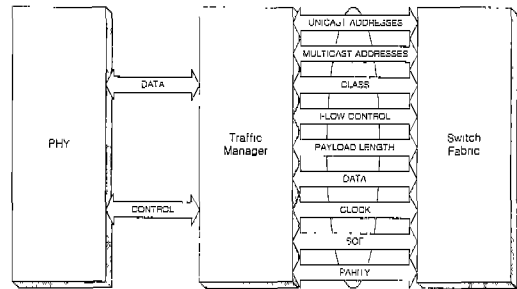 UNICAST ADDRESSES
MULTICAST ADDRESSES
DATA
CLASS
FLOW CONTROL
PHY
Traffic
Manager
PAYLOAD LENGTH
Switch
Fabric
DATA
CONTROL
CLOCK
SOF
PARITY